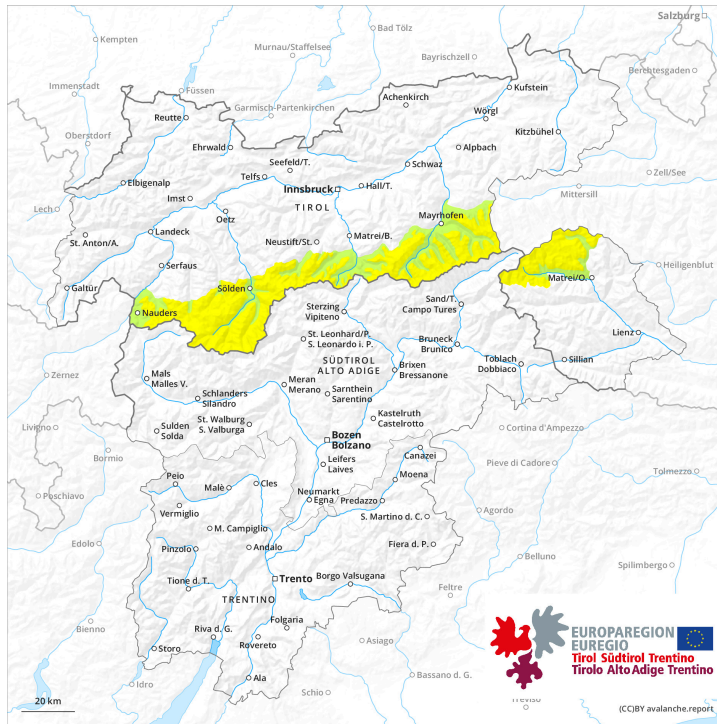 Salzburg
Kempten
Bad Tölz
Murnau/Staffelsee
Bayrischzell
Berchtesgaden
Immenstadt
Füssen
Achenkirch
Kufstein
Garmisch-Partenkirchen
Reutte
Wörgl
Kitzbühel
Oberstdorf
Ehrwald
Seefeld/T.
Alpbach
Schwaz
Zell/See
Elbigenalp
Telfs
Innsbruck
Hall/T.
Mittersill
Lech
Imst
TIROL
Oetz
Mayrhofen
St. Anton/A.
Landeck
Neustift/St.
Matrei/B.
Heiligenblut
Serfaus
Matrei/O.
Galtür
Sölden
Nauders
Sterzing
Vipiteno
Sand/T.
Campo Tures
St. Leonhard/P.
S. Leonardo i. P.
Bruneck
Brunico
Lienz
SÜDTIROL
ALTO ADIGE
Toblach
Dobbiaco
Sillian
Zernez
Mals
Malles V.
Meran
Merano
Brixen
Bressanone
Sarnthein
Sarentino
Schlanders
Silandro
Livigno
Sulden
Solda
St. Walburg
S. Valburga
Kastelruth
Castelrotto
Cortina d'Ampezzo
Bozen
Bolzano
Bormio
Leifers
Laives
Canazei
Pieve di Cadore
Tolmezzo
Poschiavo
Peio
Malè
Cles
Neumarkt
Egna
Moena
Predazzo
Vermiglio
Agordo
S. Martino d. C.
M. Campiglio
Edolo
Pinzolo
Andalo
Fiera d. P.
Belluno
Spilimbergo
Tione d. T.
Trento
Borgo Valsugana
Feltre
TRENTINO
Bienno
Riva d. G.
Folgaria
Storo
Rovereto
Asiago
Idro
Ala
Schio
Bassano d. G.
EUROPAREGION
EUREGIO
Tirol Südtirol Trentino
Tirolo Alto Adige Trentino
Treviso
20 km
(CC)BY avalanche.report